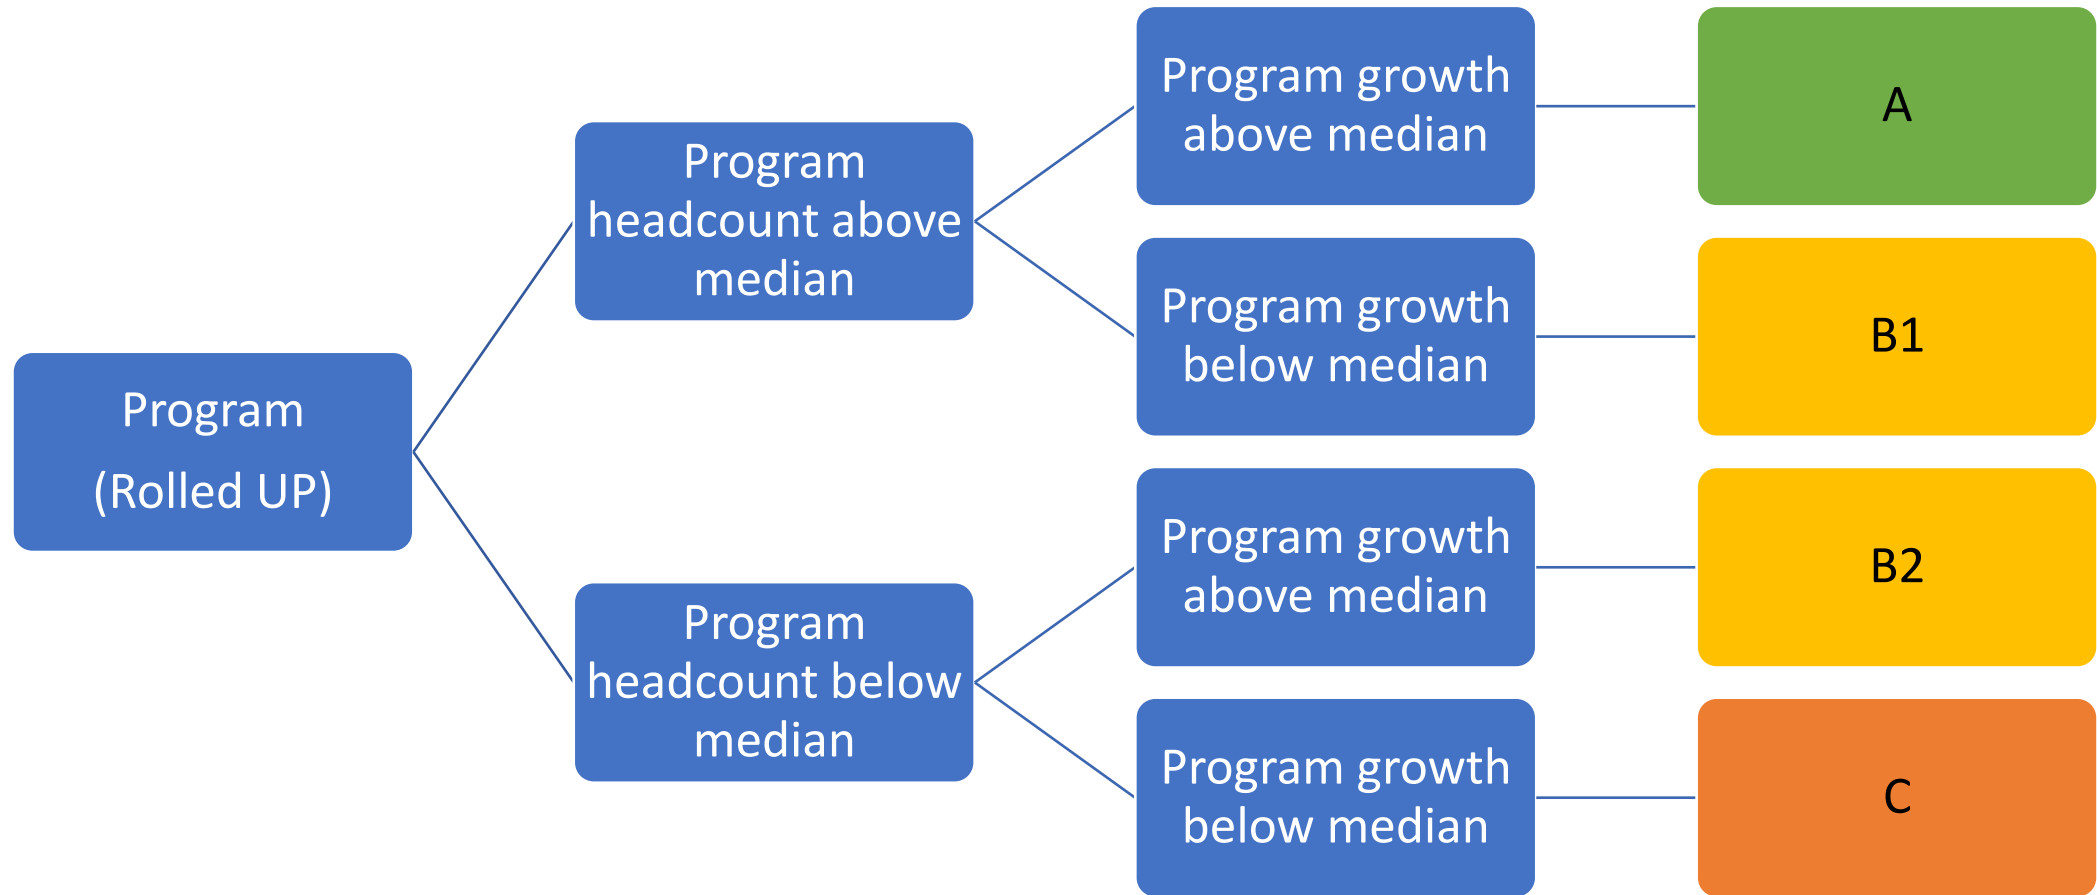 Program
(Rolled UP)
Program
headcount above
median
Program growth
above median
A
Program growth
below median
B1
Program
headcount below
median
Program growth
above median
B2
Program growth
below median
C